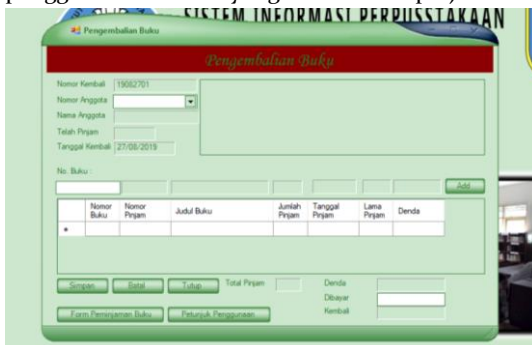 SISTEM INFORMASI PERPUSSTAKAAN
Pengembalian Buku
Pengembalian Buku
Nomor Kembali 19082701
Nomor Anggota
Nama Anggota
Telah Pinjam
Tanggal Kembali 27/08/2019
No. Buku :
Add
Nomor Buku Nomor Pinjam Judul Buku Jumlah Pinjam Tanggal Pinjam Lama Pinjam Denda
Simpan Batal Tutup Total Pinjam Denda
Dibayar
Form Peminjaman Buku Petunjuk Penggunaan Kembali